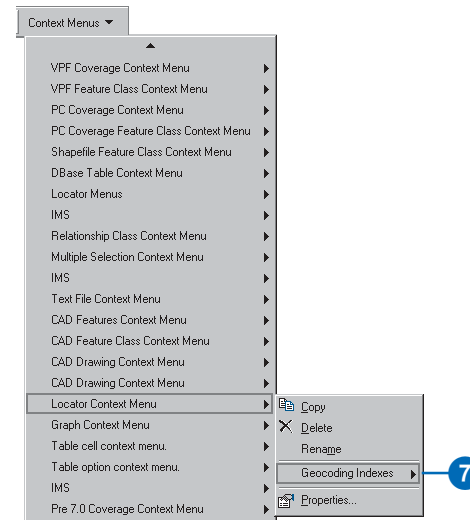 Context Menus
VPF Coverage Context Menu
VPF Feature Class Context Menu
PC Coverage Context Menu
PC Coverage Feature Class Context Menu
Shapefile Feature Class Context Menu
DBase Table Context Menu
Locator Menus
IMS
Relationship Class Context Menu
Multiple Selection Context Menu
IMS
Text File Context Menu
CAD Features Context Menu
CAD Feature Class Context Menu
CAD Drawing Context Menu
CAD Drawing Context Menu
Locator Context Menu
Graph Context Menu
Table cell context menu.
Table option context menu.
IMS
Pre 7.0 Coverage Context Menu
Copy
Delete
Rename
Geocoding Indexes
Properties...
7